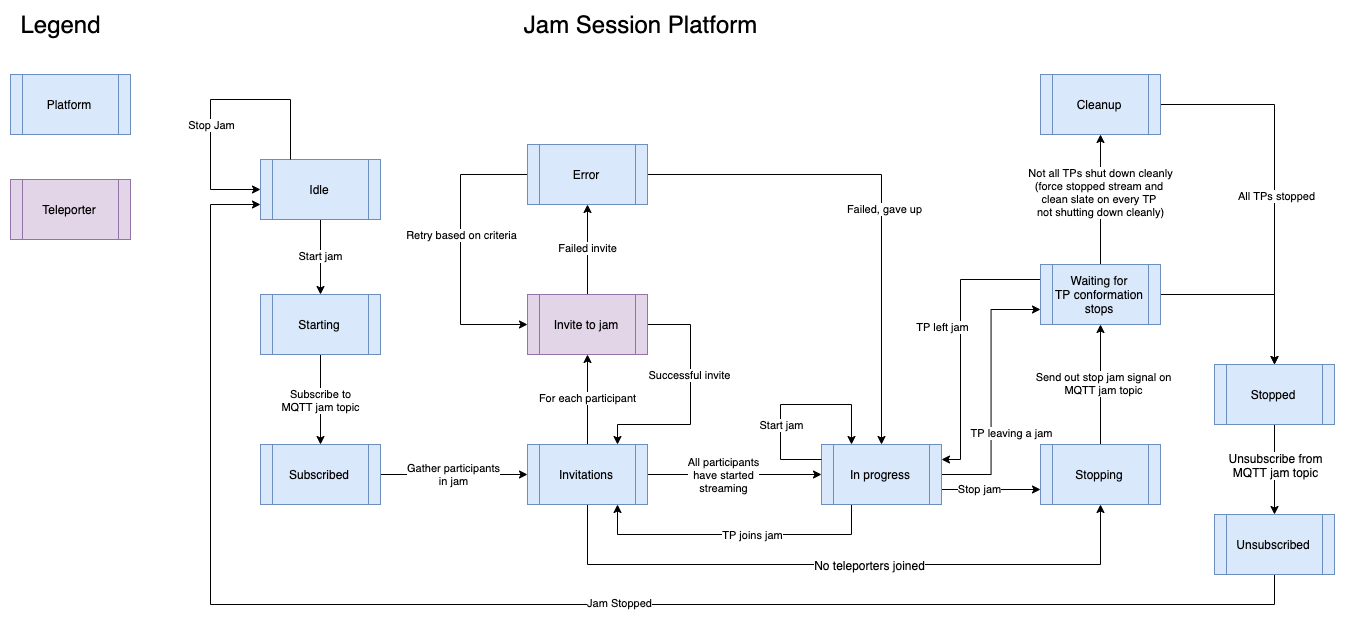 Legend
Jam Session Platform
Platform
Teleporter
Stop Jam
Idle
Start jam
Starting
Subscribe to
MQTT jam topic
Subscribed
Gather participants
in jam
Error
Retry based on criteria
Failed invite
Invite to jam
Successful invite
For each participant
Invitations
All participants
have started
streaming
Failed, gave up
Start jam
In progress
TP joins jam
No teleporters joined
TP left jam
TP leaving a jam
Stop jam
Cleanup
Not all TPs shut down cleanly
(force stopped stream and
clean slate on every TP
not shutting down cleanly)
Waiting for
TP conformation
stops
Send out stop jam signal on
MQTT jam topic
Stopping
All TPs stopped
Stopped
Unsubscribe from
MQTT jam topic
Unsubscribed
Jam Stopped